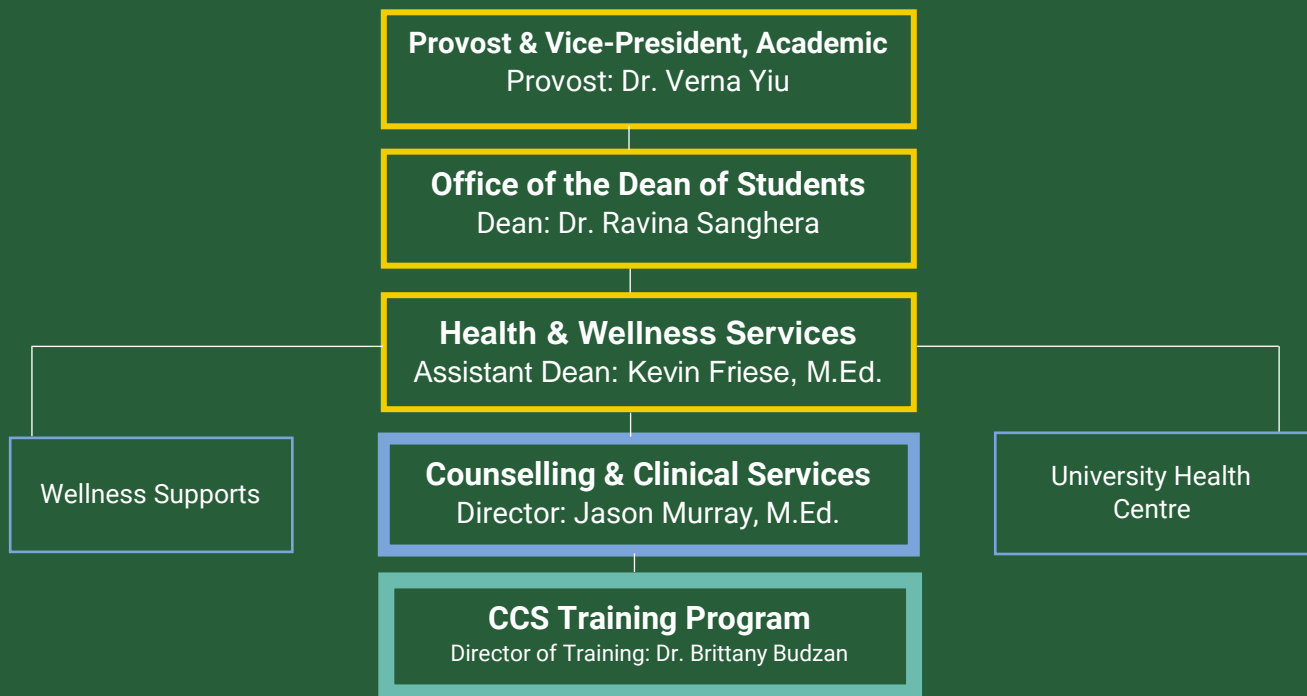 Provost & Vice-President, Academic
Provost: Dr. Verna Yiu
Office of the Dean of Students
Dean: Dr. Ravina Sanghera
Health & Wellness Services
Assistant Dean: Kevin Friese, M.Ed.
Wellness Supports
Counselling & Clinical Services
Director: Jason Murray, M.Ed.
University Health
Centre
CCS Training Program
Director of Training: Dr. Brittany Budzan